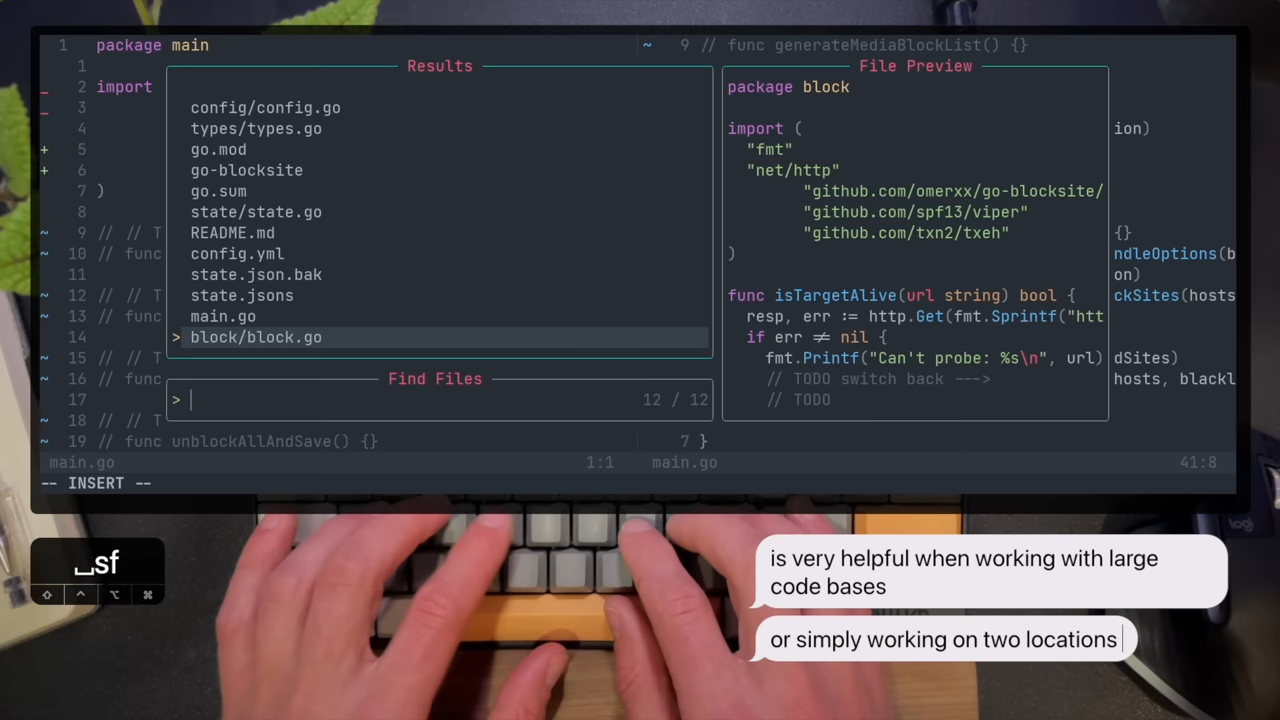 1 package main
~ 9 // func generateMediaBlockList() {}
1
Results
File Preview
_ 2 import
package block
_ 3
config/config.go
4
types/types.go
import (
ion)
+ 5
go.mod
"fmt"
+ 6
go-blocksite
"net/http"
7 )
go.sum
"github.com/omerxx/go-blocksite/
8
state/state.go
"github.com/spf13/viper"
~ 9 // // T
README.md
"github.com/txn2/txeh"
{}
~ 10 // func
config.yml
)
ndleOptions(b
11
state.json.bak
on)
~ 12 // // T
state.jsons
func isTargetAlive(url string) bool {
ckSites(hosts
~ 13 // func
main.go
resp, err := http.Get(fmt.Sprintf("htt
14
> block/block.go
if err ≠ nil {
~ 15 // // T
fmt.Printf("Can't probe: %s\n", url)
dSites)
~ 16 // func
Find Files
// TODO switch back --->
hosts, blackl
17
> 12 / 12
// TODO
~ 18 // // T
~ 19 // func unblockAllAndSave() {}
7 }
main.go 1:1
main.go 41:8
-- INSERT --
␣sf
⇧ ^ ⌥ ⌘
logi
is very helpful when working with large
code bases
or simply working on two locations